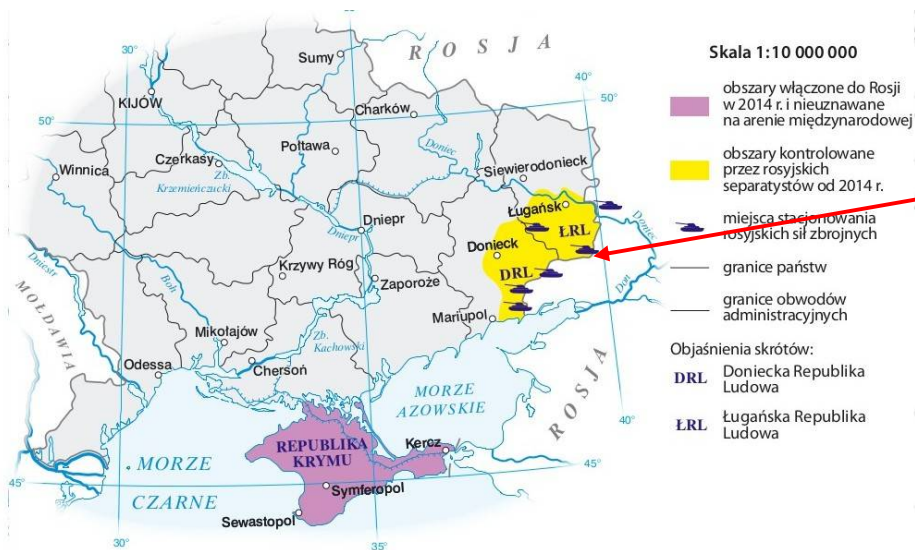 ROSJA
30°
Sumy
40°
KIJÓW
50°
Charków
50°
Połtawa
Doniec
Winnica
Czerkasy
Zb.
Krzemieńczucki
Siewierodonieck
Ługańsk
ŁRL
Doniec
Dniepr
Dniepr
Donieck
DRL
Don
Dniestr
Boh
Krzywy Róg
Zaporoże
MOŁDAWIA
Mariupol
Mikołajów
Zb.
Kachowski
Odessa
Chersoń
MORZE
AZOWSKIE
ROSJA
40°
REPUBLIKA
KRYMU
Kercz
45°
MORZE
CZARNE
45°
Symferopol
Sewastopol
30°
35°
Skala 1:10 000 000
obszary włączone do Rosji
w 2014 r. i nieuznawane
na arenie międzynarodowej
obszary kontrolowane
przez rosyjskich
separatystów od 2014 r.
miejsca stacjonowania
rosyjskich sił zbrojnych
granice państw
granice obwodów
administracyjnych
Objaśnienia skrótów:
DRL Doniecka Republika
Ludowa
ŁRL Ługańska Republika
Ludowa